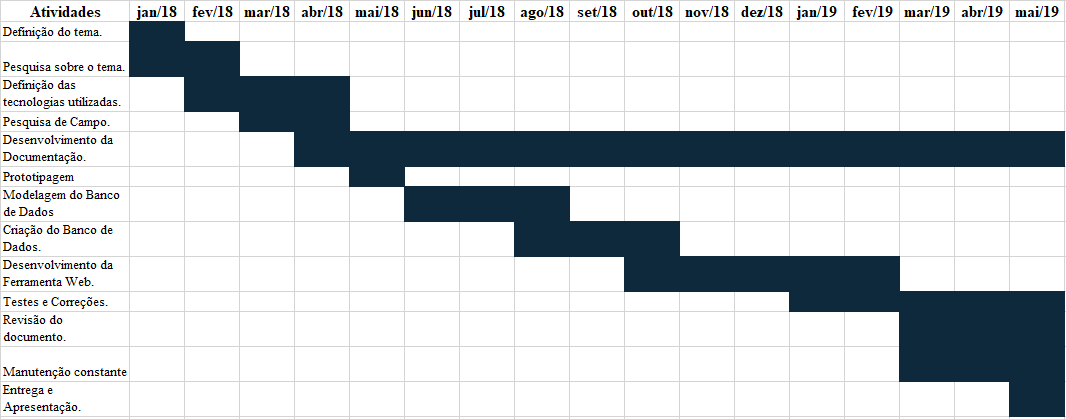 Atividades jan/18 fev/18 mar/18 abr/18 mai/18 jun/18 jul/18 ago/18 set/18 out/18 nov/18 dez/18 jan/19 fev/19 mar/19 abr/19 mai/19
Definição do tema.
Pesquisa sobre o tema.
Definição das
tecnologias utilizadas.
Pesquisa de Campo.
Desenvolvimento da
Documentação.
Prototipagem
Modelagem do Banco
de Dados
Criação do Banco de
Dados.
Desenvolvimento da
Ferramenta Web.
Testes e Correções.
Revisão do
documento.
Manutenção constante
Entrega e
Apresentação.